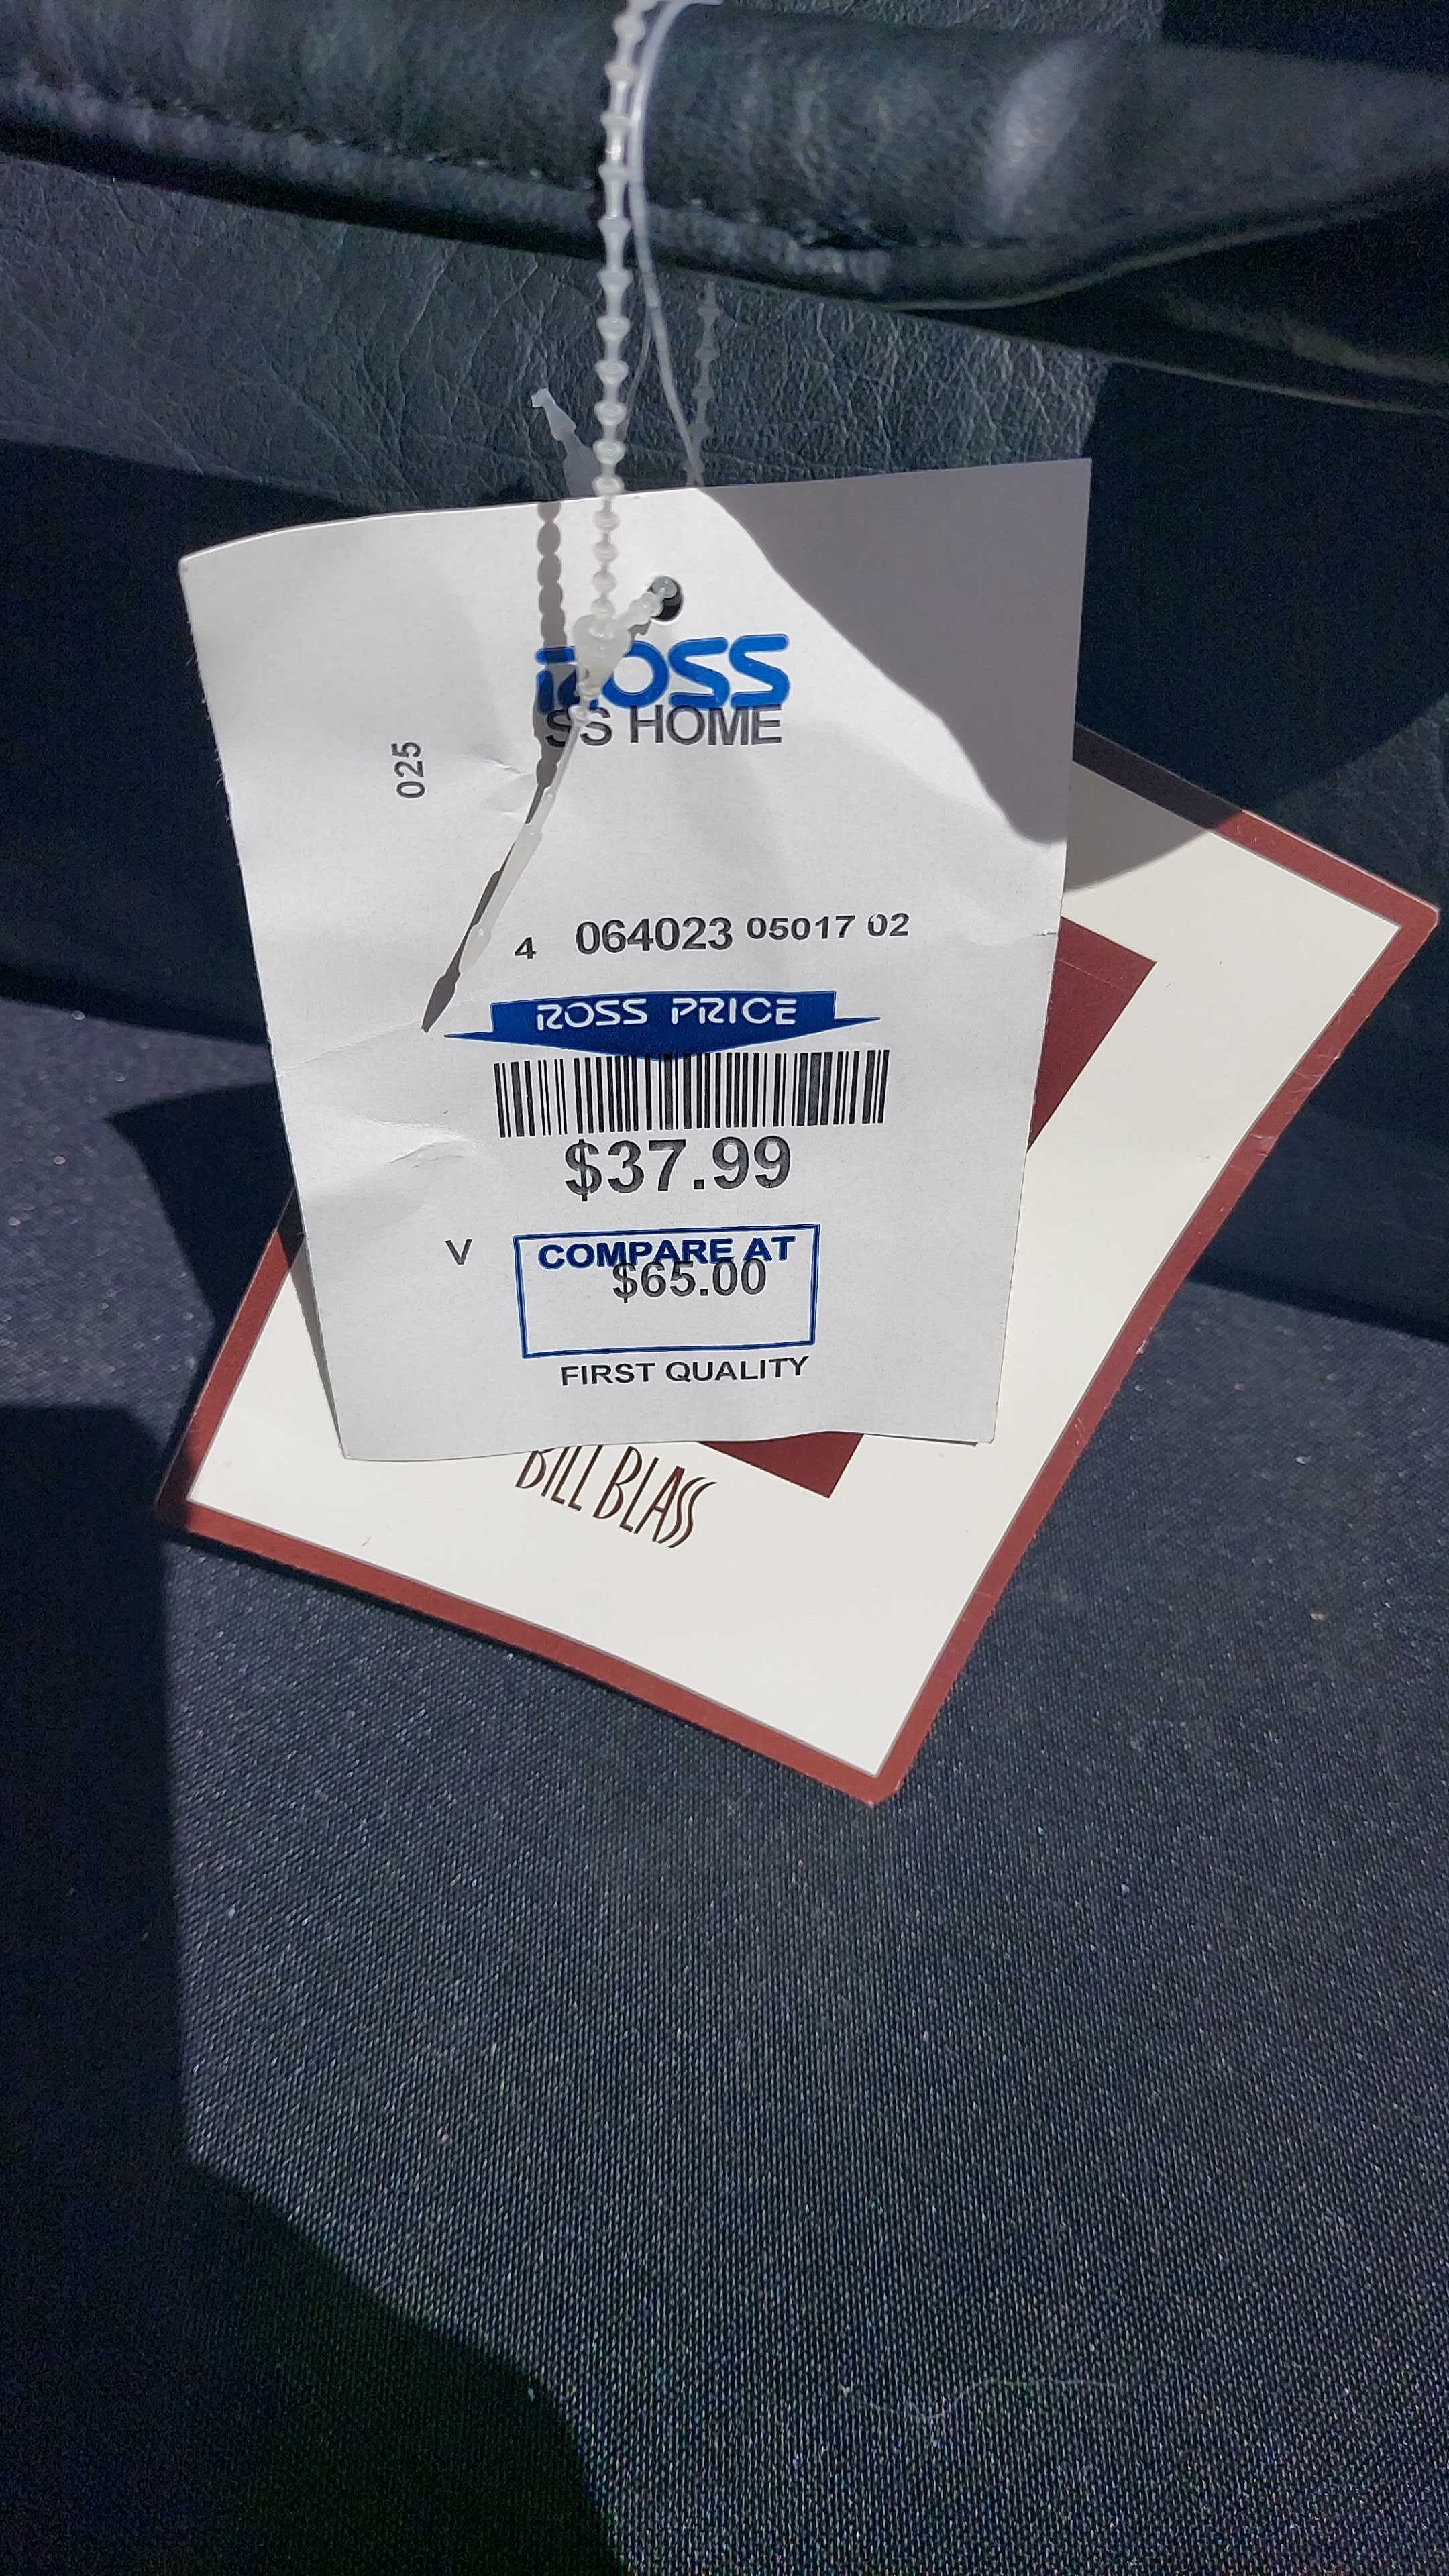 ROSS
SS HOME
025
4 064023 05017 02
ROSS PRICE
$37.99
V
COMPARE AT
$65.00
FIRST QUALITY
BILL BLASS